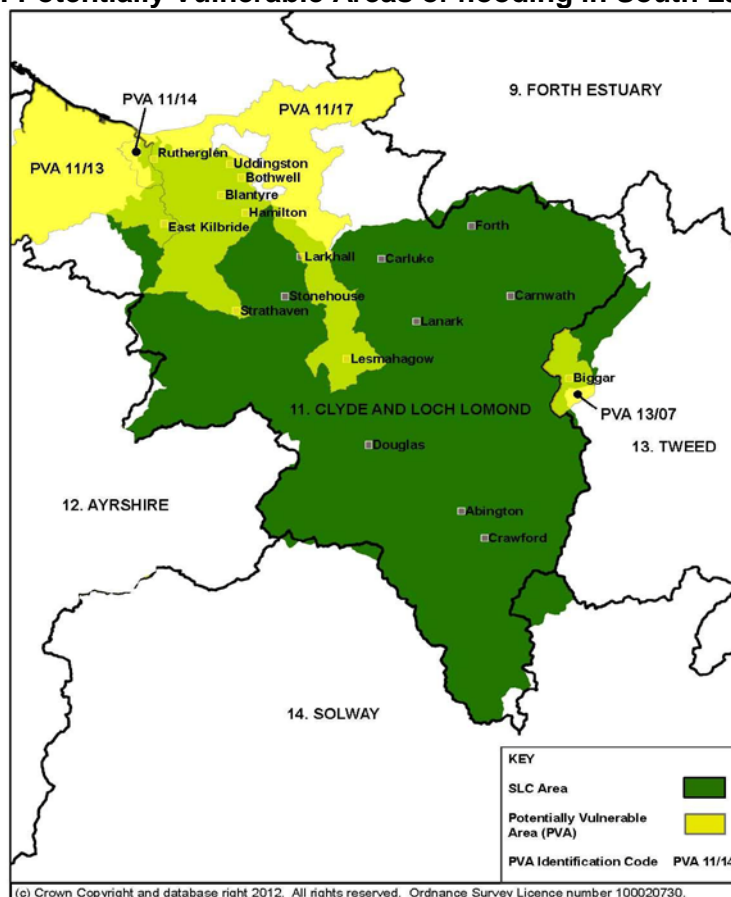 Potentially Vulnerable Areas of flooding in South
9. FORTH ESTUARY
PVA 11/14
PVA 11/17
PVA 11/13
Rutherglen
Uddingston
Bothwell
Blantyre
Hamilton
East Kilbride
Forth
Larkhall
Carluke
Stonehouse
Carnwath
Strathaven
Lanark
Lesmahagow
Biggar
11. CLYDE AND LOCH LOMOND
PVA 13/07
13. TWEED
Douglas
12. AYRSHIRE
Abington
Crawford
14. SOLWAY
KEY
SLC Area
Potentially Vulnerable
Area (PVA)
PVA Identification Code PVA 11/14
(c) Crown Copyright and database right 2012. All rights reserved. Ordnance Survey Licence number 100020730.